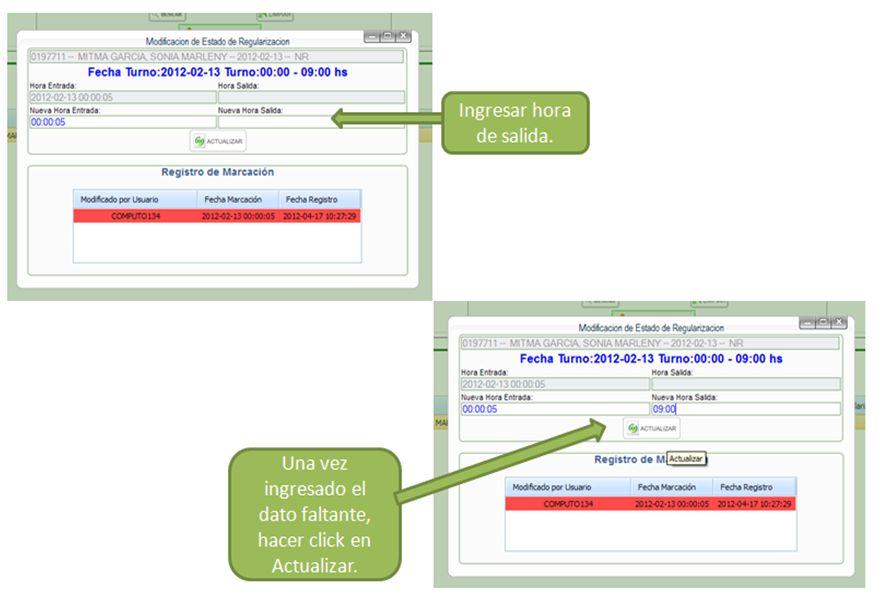 BUSCAR
LIMPIAR
Modificacion de Estado de Regularizacion
0197711 -- MITMA GARCIA, SONIA MARLENY -- 2012-02-13 -- NR
Fecha Turno:2012-02-13 Turno:00:00 - 09:00 hs
Hora Entrada: Hora Salida:
2012-02-13 00:00:05
Nueva Hora Entrada: Nueva Hora Salida:
00:00:05
ACTUALIZAR
Registro de Marcación
Modificado por Usuario Fecha Marcación Fecha Registro
COMPUTO134 2012-02-13 00:00:05 2012-04-17 10:27:29
Ingresar hora
de salida.
Modificacion de Estado de Regularizacion
0197711 -- MITMA GARCIA, SONIA MARLENY -- 2012-02-13 -- NR
Fecha Turno:2012-02-13 Turno:00:00 - 09:00 hs
Hora Entrada: Hora Salida:
2012-02-13 00:00:05
Nueva Hora Entrada: Nueva Hora Salida:
00:00:05 09:00
ACTUALIZAR
Actualizar
Registro de
Modificado por Usuario Fecha Marcación Fecha Registro
COMPUTO134 2012-02-13 00:00:05 2012-04-17 10:27:29
Una vez
ingresado el
dato faltante,
hacer click en
Actualizar.